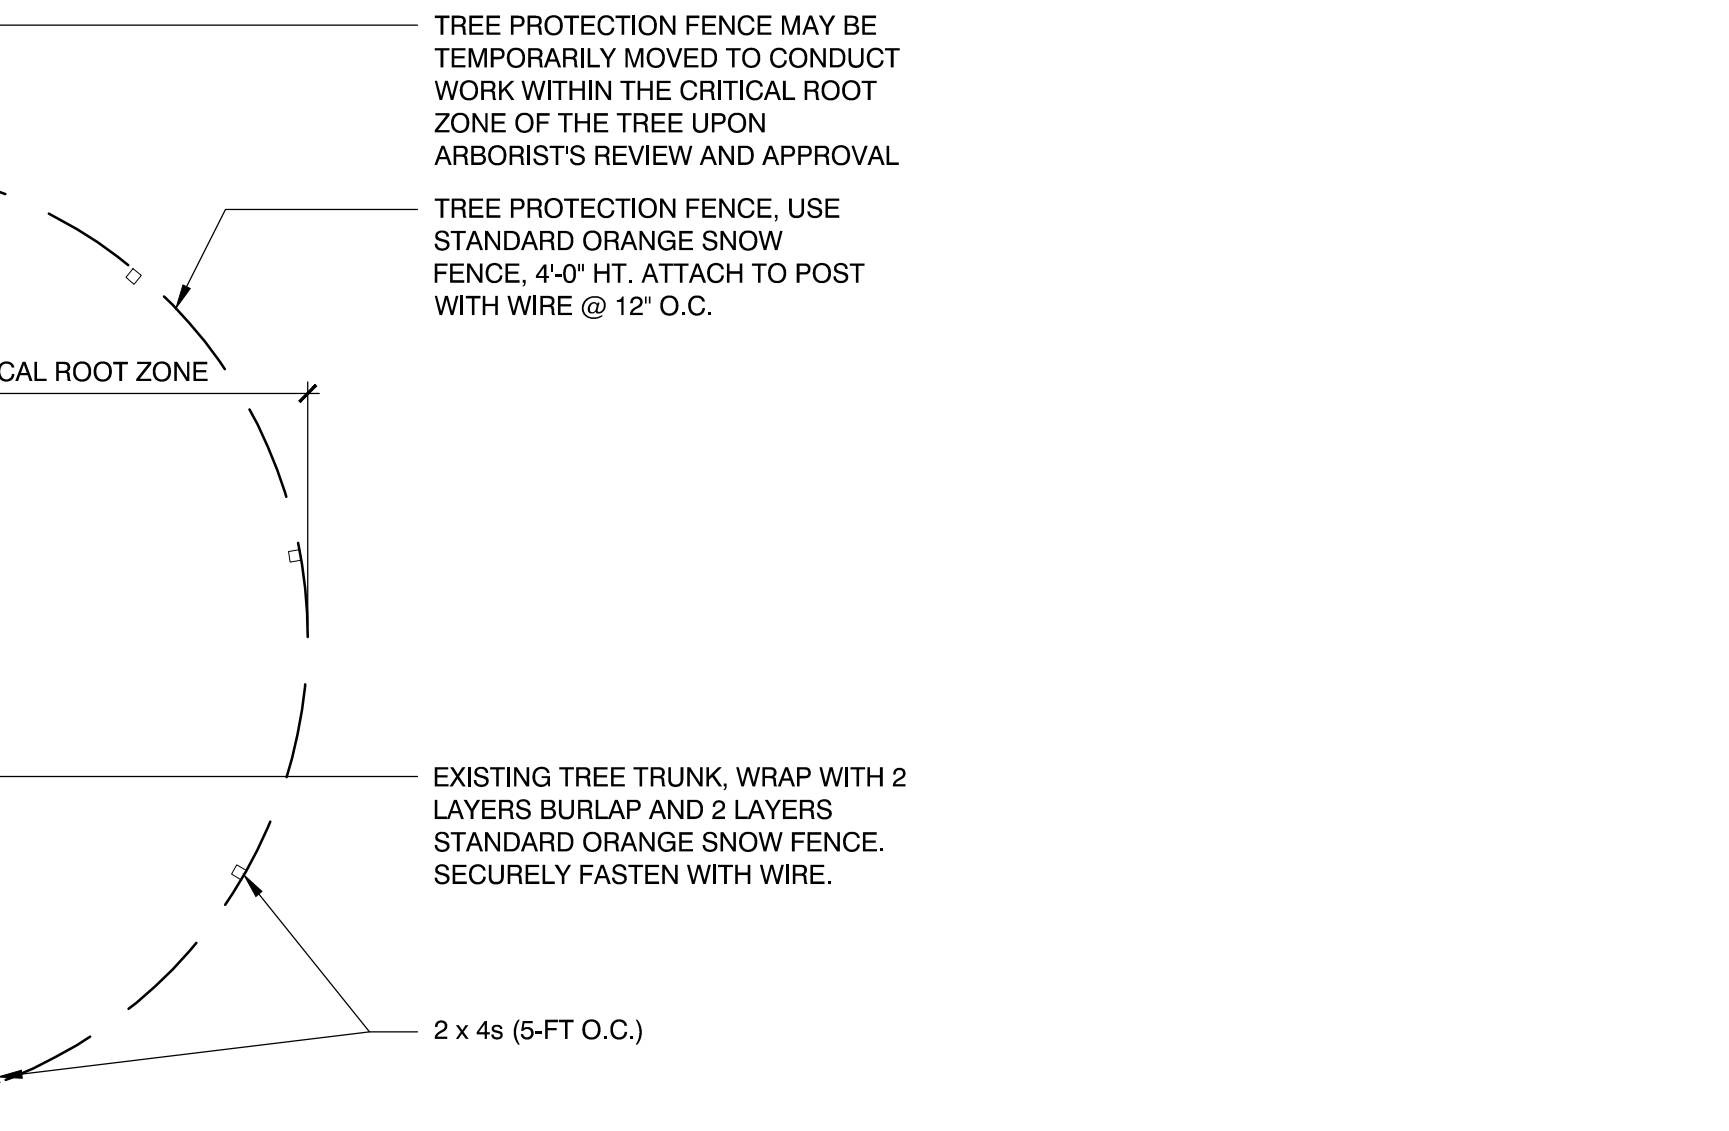 TREE PROTECTION FENCE MAY BE
TEMPORARILY MOVED TO CONDUCT
WORK WITHIN THE CRITICAL ROOT
ZONE OF THE TREE UPON
ARBORIST'S REVIEW AND APPROVAL
TREE PROTECTION FENCE, USE
STANDARD ORANGE SNOW
FENCE, 4'-0" HT. ATTACH TO POST
WITH WIRE @ 12" O.C.
CAL ROOT ZONE
EXISTING TREE TRUNK, WRAP WITH 2
LAYERS BURLAP AND 2 LAYERS
STANDARD ORANGE SNOW FENCE.
SECURELY FASTEN WITH WIRE.
2 x 4s (5-FT O.C.)